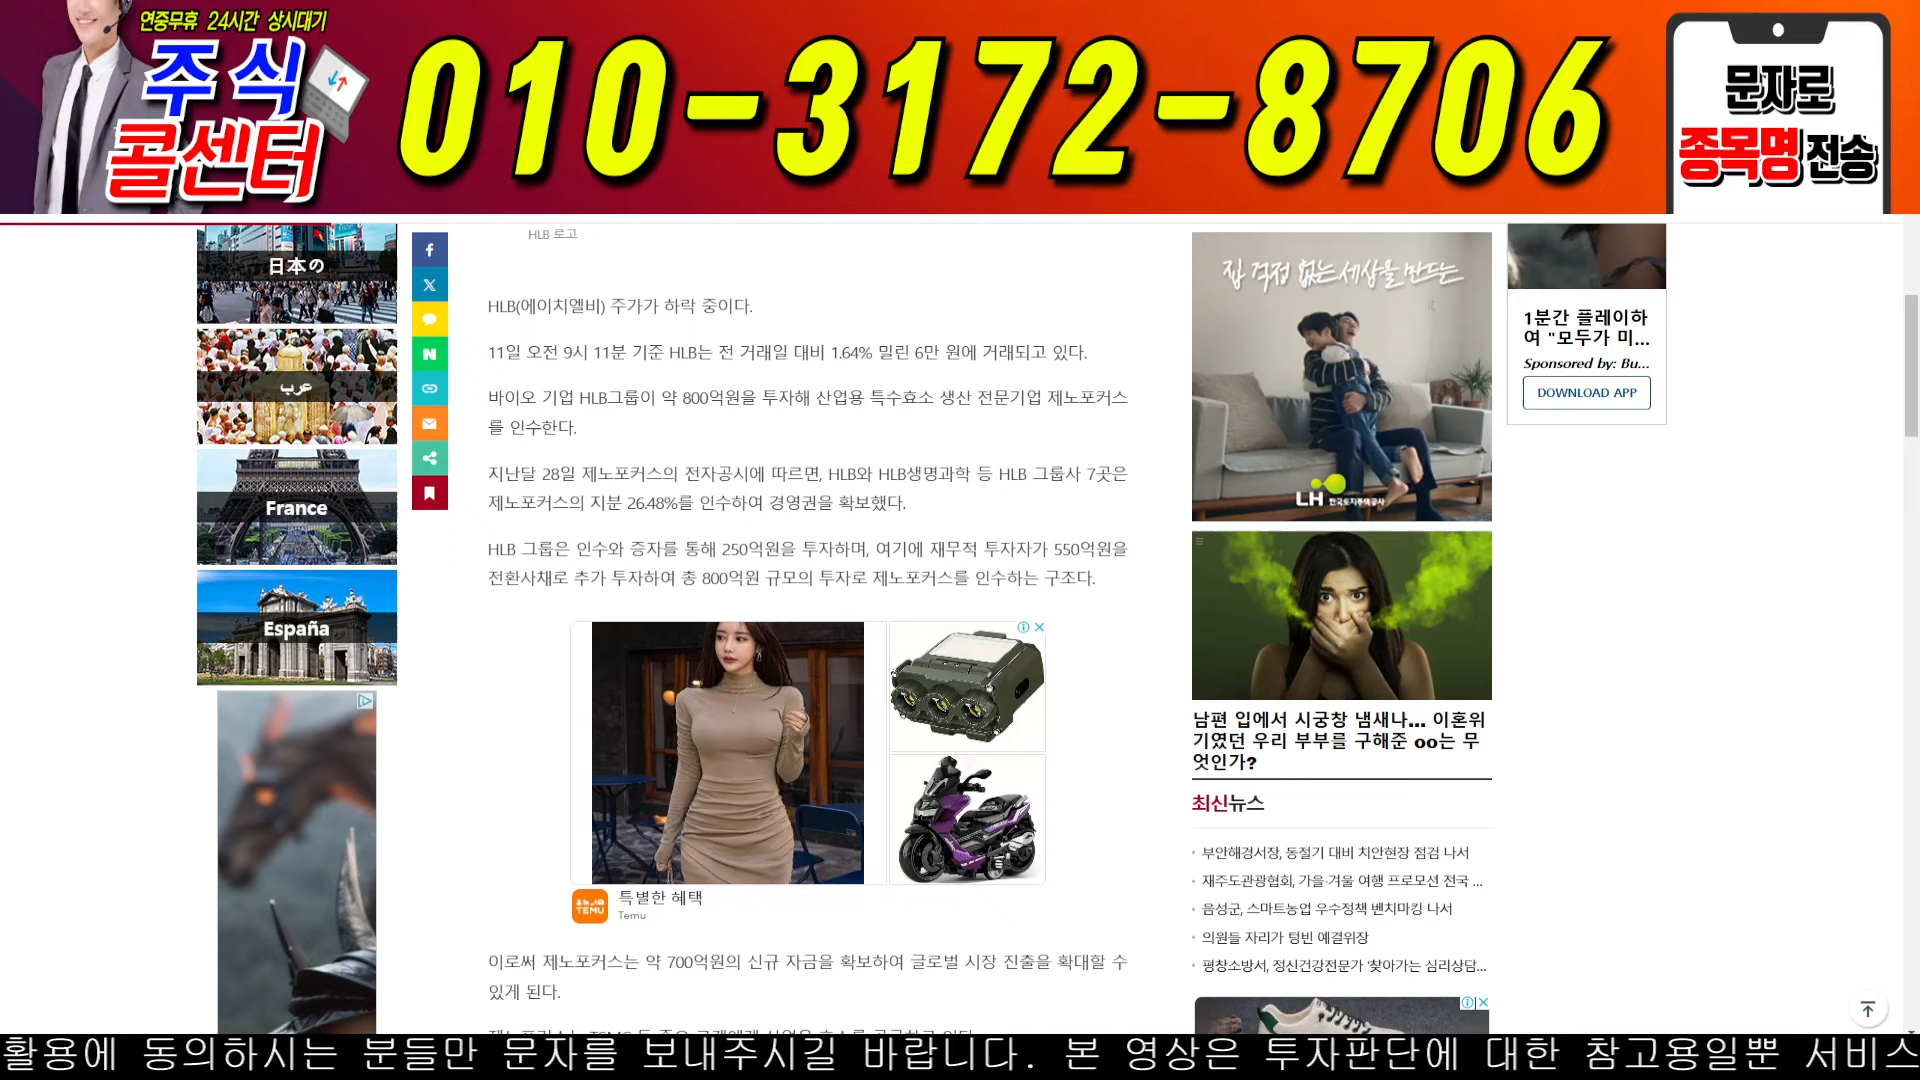 연중무휴 24시간 상시대기
주식
콜센터
010-3172-8706
문자로
종목명 전송
日本の
عرب
France
España
HLB 로고
HLB(에이치엘비) 주가가 하락 중이다.
11일 오전 9시 11분 기준 HLB는 전 거래일 대비 1.64% 밀린 6만 원에 거래되고 있다.
바이오 기업 HLB그룹이 약 800억원을 투자해 산업용 특수효소 생산 전문기업 제노포커스
를 인수한다.
지난달 28일 제노포커스의 전자공시에 따르면, HLB와 HLB생명과학 등 HLB 그룹사 7곳은
제노포커스의 지분 26.48%를 인수하여 경영권을 확보했다.
HLB 그룹은 인수와 증자를 통해 250억원을 투자하며, 여기에 재무적 투자자가 550억원을
전환사채로 추가 투자하여 총 800억원 규모의 투자로 제노포커스를 인수하는 구조다.
TEMU
특별한 혜택
Temu
이로써 제노포커스는 약 700억원의 신규 자금을 확보하여 글로벌 시장 진출을 확대할 수
있게 된다.
집 걱정 없는 세상을 만드는
LH 한국토지주택공사
남편 입에서 시궁창 냄새나... 이혼위
기였던 우리 부부를 구해준 oo는 무
엇인가?
최신뉴스
부안해경서장, 동절기 대비 치안현장 점검 나서
재주도관광협회, 가을·겨울 여행 프로모션 전국 ...
음성군, 스마트농업 우수정책 벤치마킹 나서
의원들 자리가 텅빈 예결위장
평창소방서, 정신건강전문가 '찾아가는 심리상담...
1분간 플레이하
여 "모두가 미...
Sponsored by: Bu...
DOWNLOAD APP
활용에 동의하시는 분들만 문자를 보내주시길 바랍니다. 본 영상은 투자판단에 대한 참고용일뿐 서비스